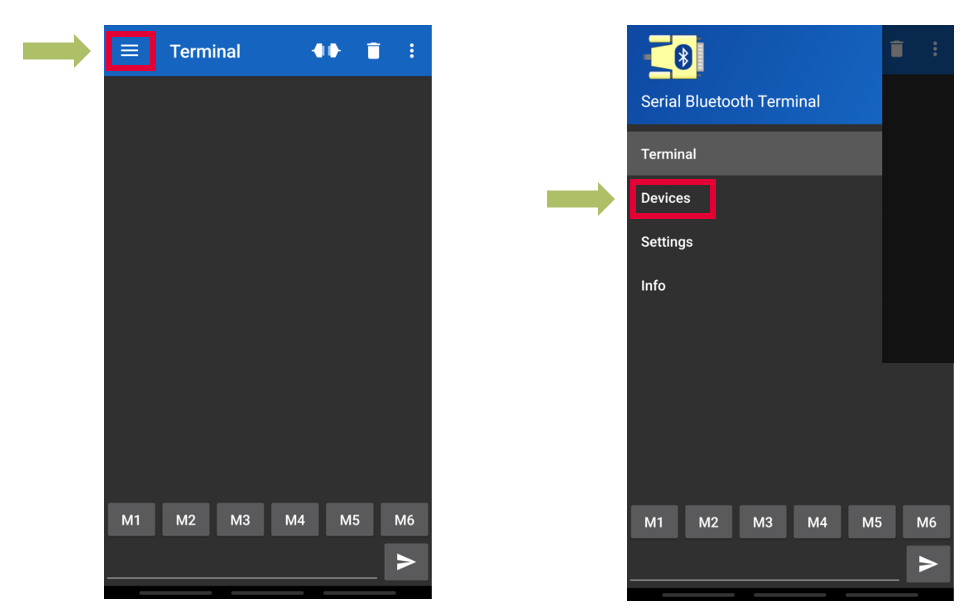 Terminal
M1 M2 M3 M4 M5 M6
Serial Bluetooth Terminal
Terminal
Devices
Settings
Info
M1 M2 M3 M4 M5 M6